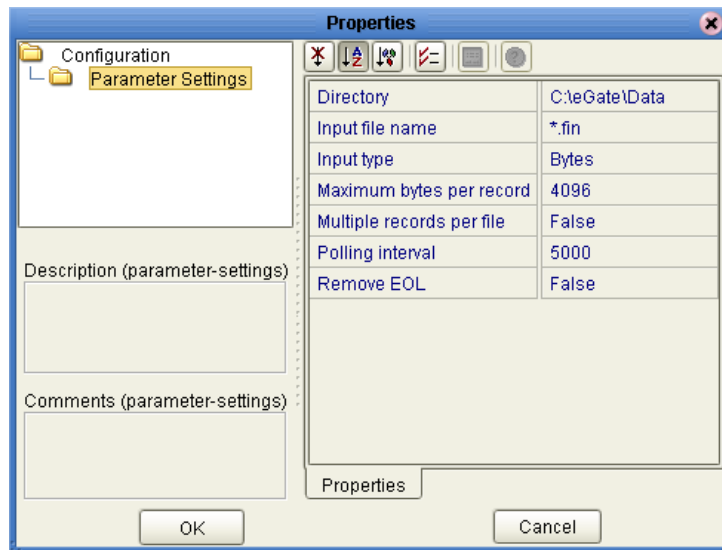 Properties
Configuration
Parameter Settings
Description (parameter-settings)
Comments (parameter-settings)
Directory C:\eGate\Data
Input file name *.fin
Input type Bytes
Maximum bytes per record 4096
Multiple records per file False
Polling interval 5000
Remove EOL False
Properties
OK
Cancel